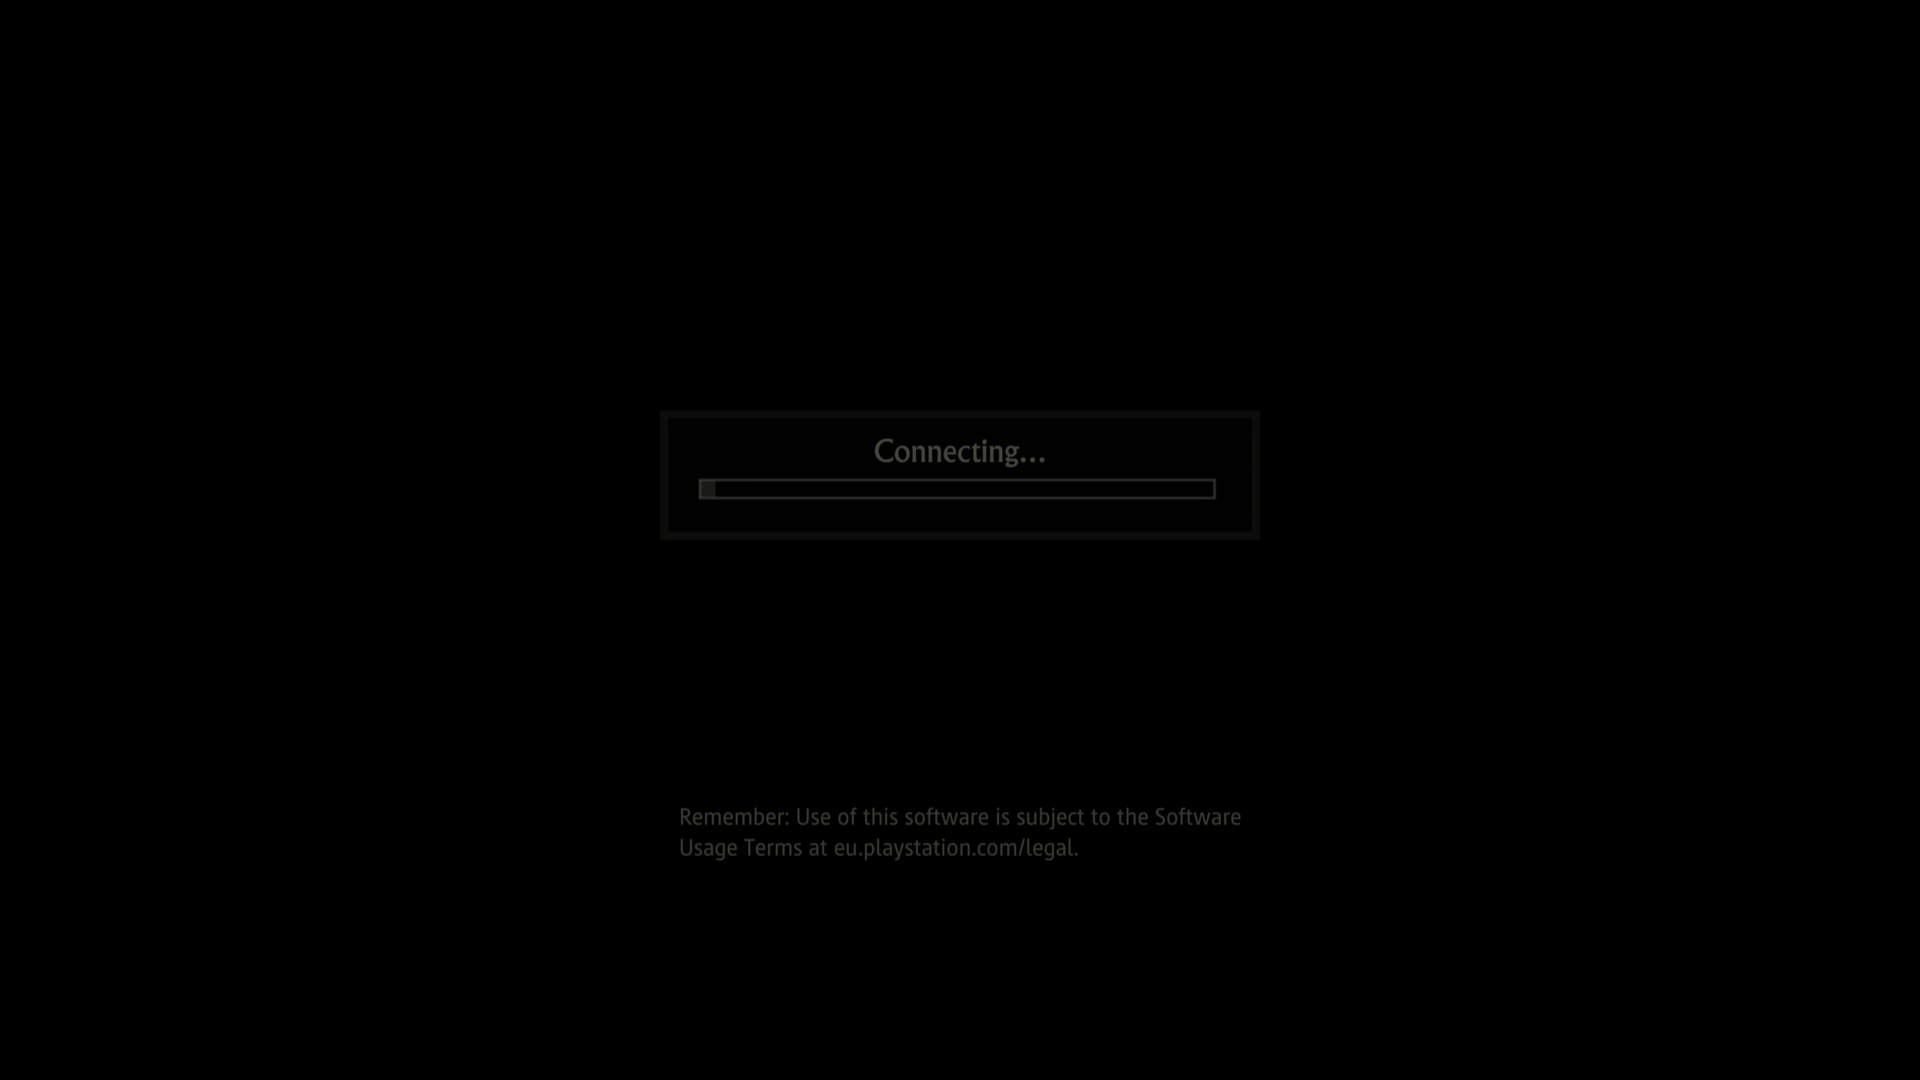 Connecting...
Remember: Use of this software is subject to the Software
Usage Terms at eu.playstation.com/legal.